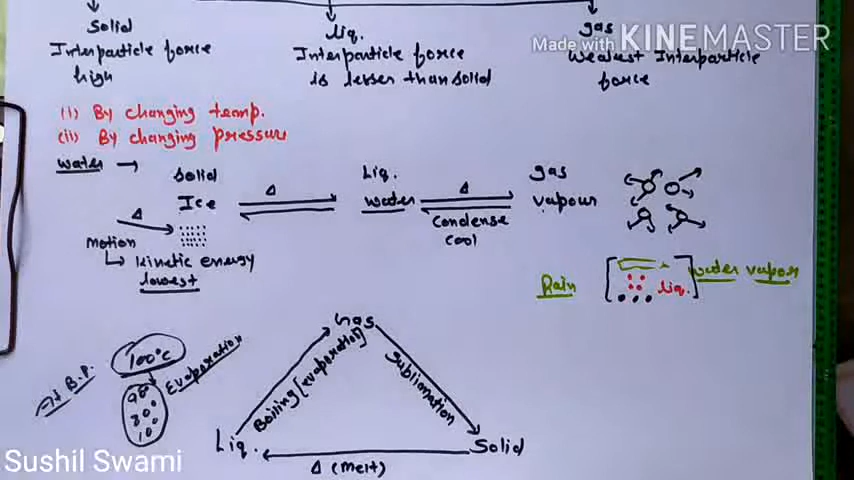 Solid
Interparticle force
high
liq.
Interparticle force
is lesser than solid
gas
Weakest Interparticle
force
Made with KINEMASTER
(i) By changing temp.
(ii) By changing pressure
water →
Solid
Ice
Δ
Liq.
water
Δ
Condense
cool
gas
vapour
Δ
Motion
Kinetic energy
lowest
Rain
liq.
water vapor
100°C
B.P.
Evaporation
Gas
Boiling [evaporation]
Sublimation
Liq.
Solid
Δ (melt)
Sushil Swami